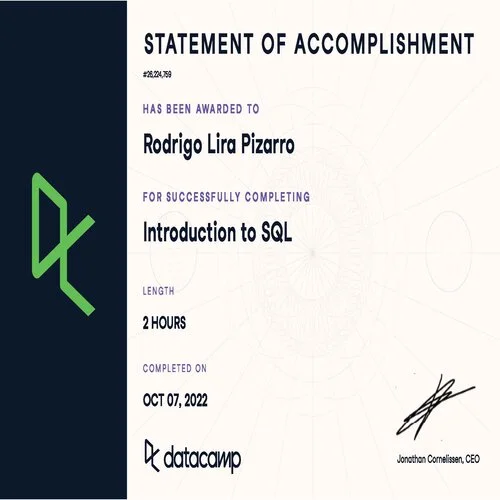 STATEMENT OF ACCOMPLISHMENT
#26,224,759
HAS BEEN AWARDED TO
Rodrigo Lira Pizarro
FOR SUCCESSFULLY COMPLETING
Introduction to SQL
LENGTH
2 HOURS
COMPLETED ON
OCT 07, 2022
datacamp
Jonathan Cornelissen, CEO